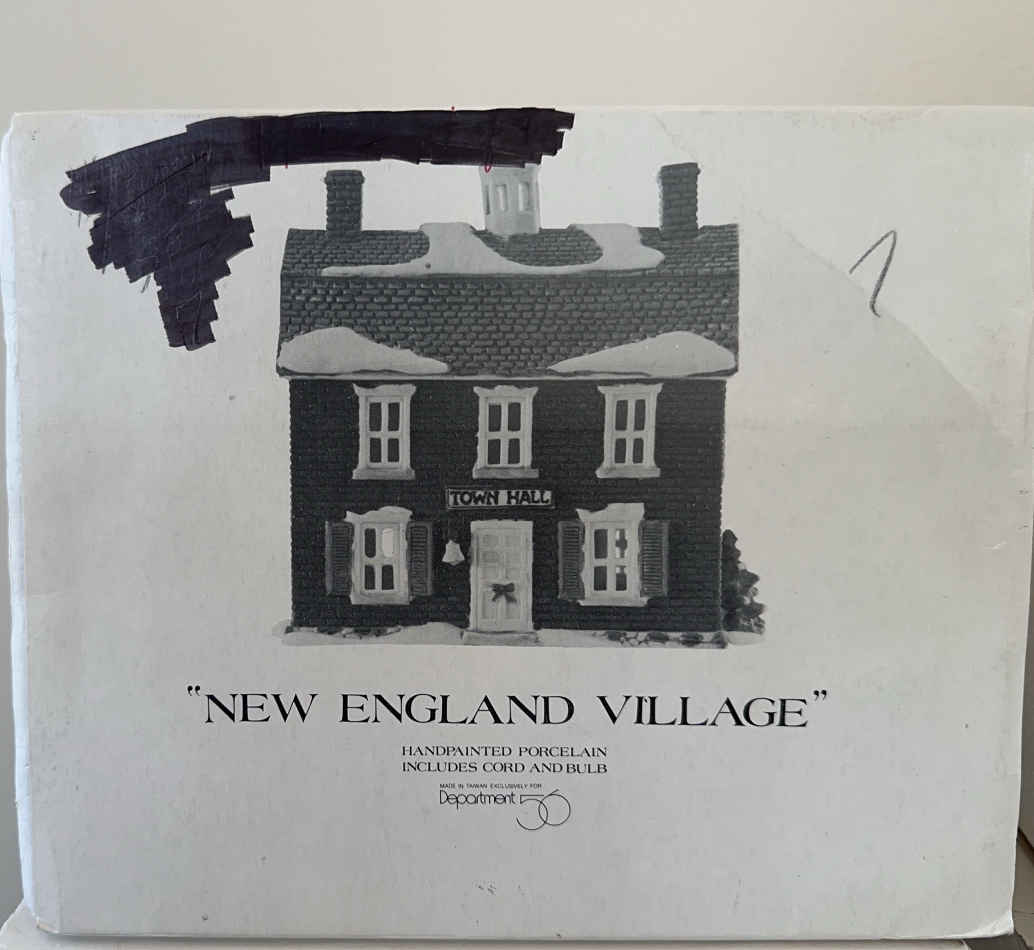 TOWN HALL
"NEW ENGLAND VILLAGE"
HANDPAINTED PORCELAIN
INCLUDES CORD AND BULB
MADE IN TAIWAN EXCLUSIVELY FOR
Department 56